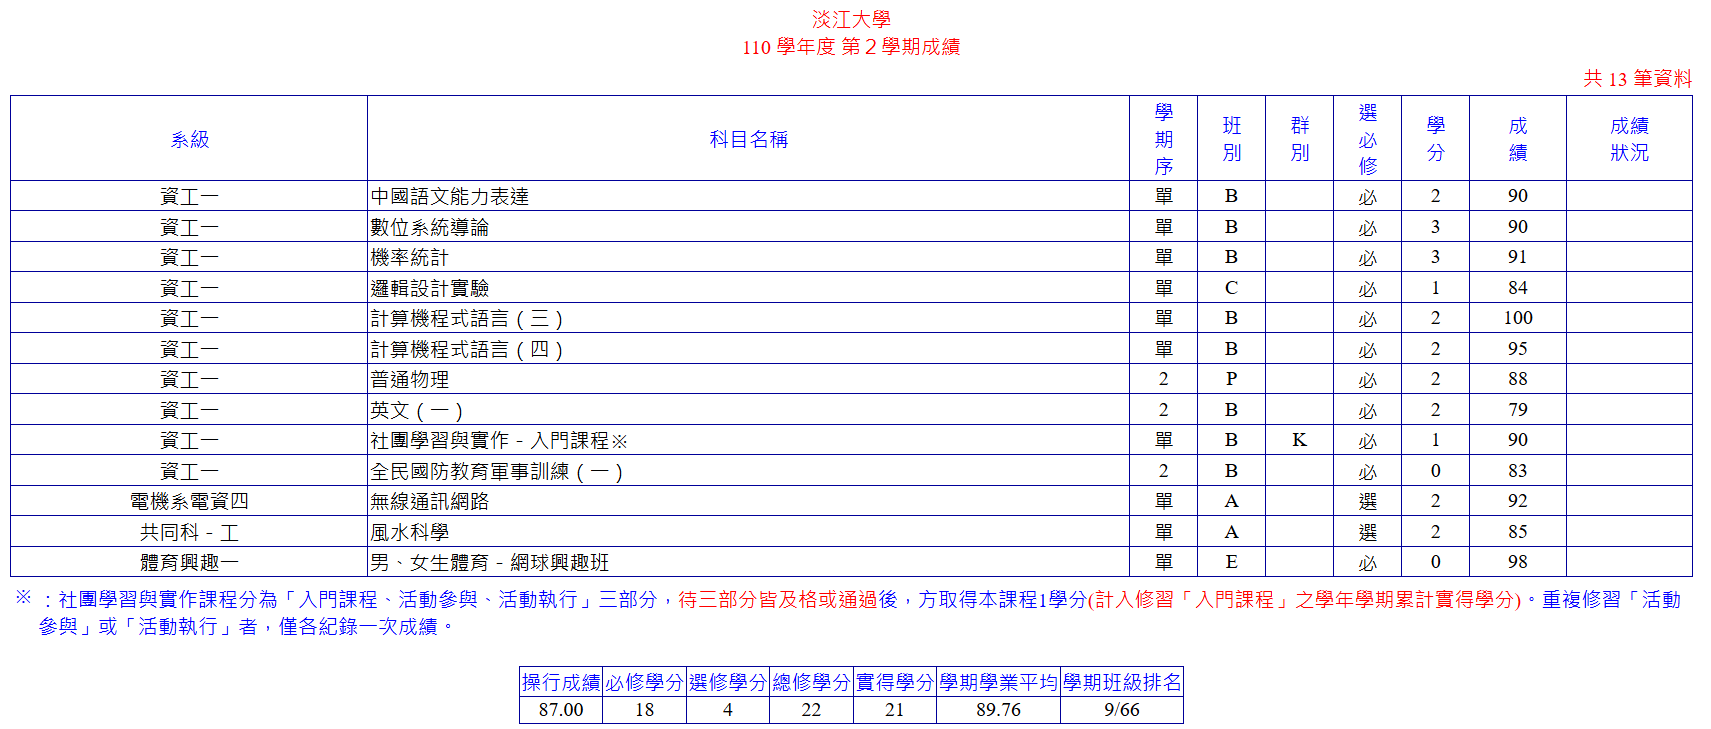 淡江大學
110 學年度 第２學期成績
共 13 筆資料
系級 科目名稱 學期序 班別 群別 選必修 學分 成績 成績狀況
資工一 中國語文能力表達 單 B 必 2 90
資工一 數位系統導論 單 B 必 3 90
資工一 機率統計 單 B 必 3 91
資工一 邏輯設計實驗 單 C 必 1 84
資工一 計算機程式語言（三） 單 B 必 2 100
資工一 計算機程式語言（四） 單 B 必 2 95
資工一 普通物理 2 P 必 2 88
資工一 英文（一） 2 B 必 2 79
資工一 社團學習與實作－入門課程※ 單 B K 必 1 90
資工一 全民國防教育軍事訓練（一） 2 B 必 0 83
電機系電資四 無線通訊網路 單 A 選 2 92
共同科－工 風水科學 單 A 選 2 85
體育興趣一 男、女生體育－網球興趣班 單 E 必 0 98
※ ：社團學習與實作課程分為「入門課程、活動參與、活動執行」三部分，待三部分皆及格或通過後，方取得本課程1學分(計入修習「入門課程」之學年學期累計實得學分)。重複修習「活動
參與」或「活動執行」者，僅各紀錄一次成績。
操行成績 必修學分 選修學分 總修學分 實得學分 學期學業平均 學期班級排名
87.00 18 4 22 21 89.76 9/66